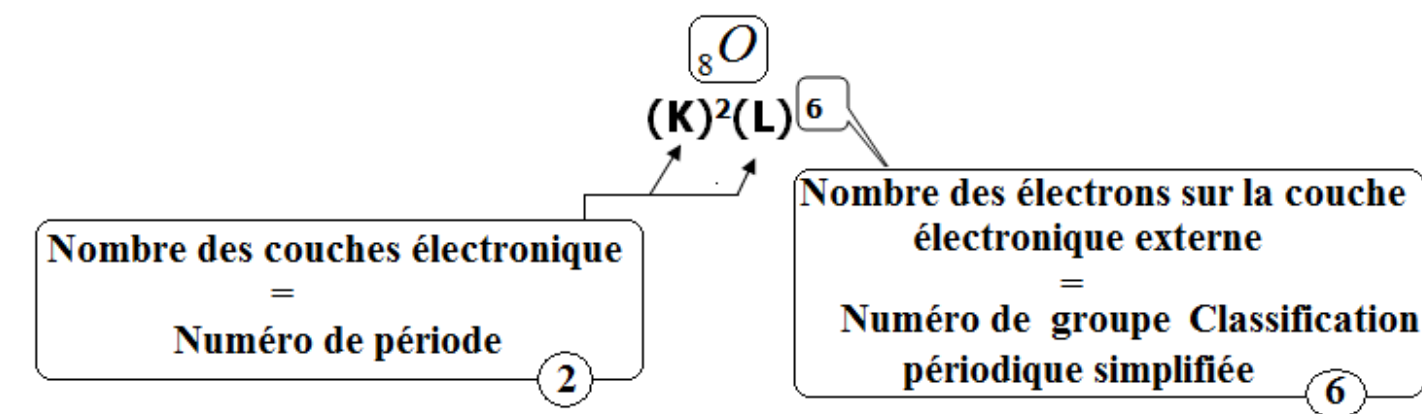 ₈O
(K)²(L)⁶
Nombre des couches électronique
=
Numéro de période
2
Nombre des électrons sur la couche
électronique externe
=
Numéro de groupe Classification
périodique simplifiée
6